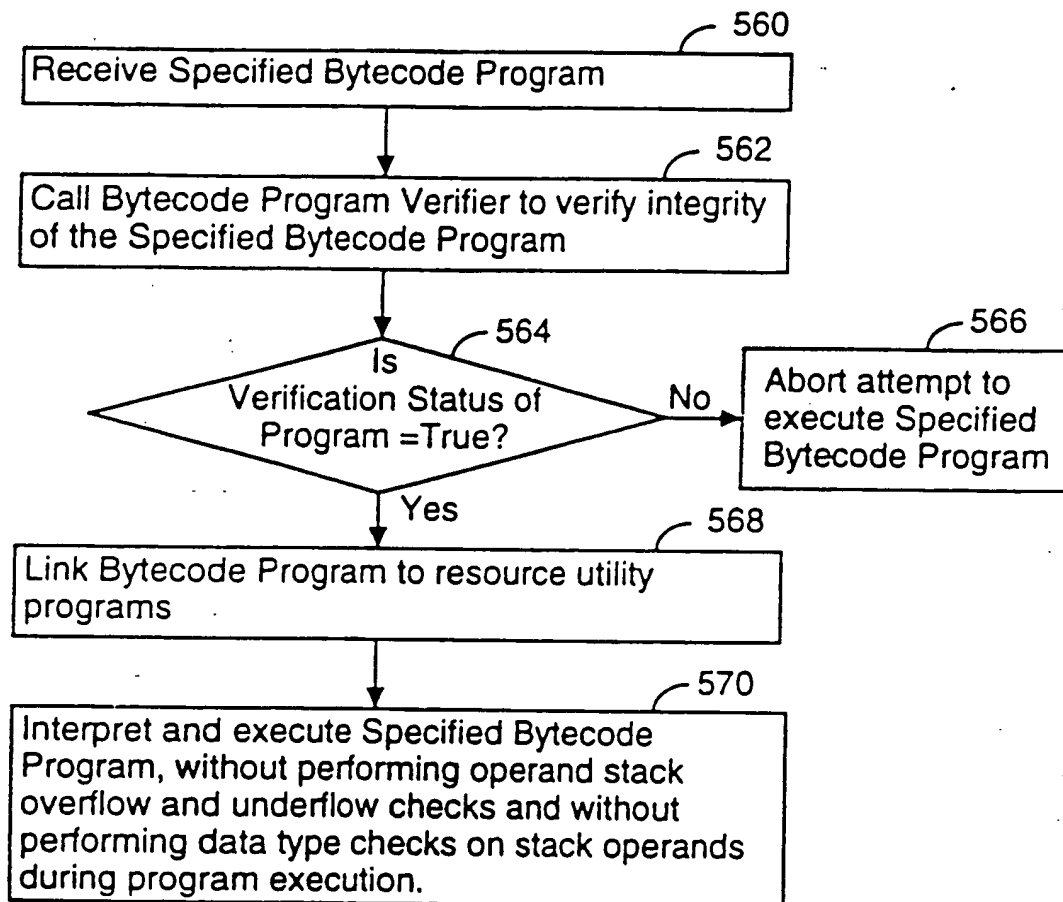 560
Receive Specified Bytecode Program
562
Call Bytecode Program Verifier to verify integrity
of the Specified Bytecode Program
564
Is
Verification Status of
Program =True?
No
566
Abort attempt to
execute Specified
Bytecode Program
Yes
568
Link Bytecode Program to resource utility
programs
570
Interpret and execute Specified Bytecode
Program, without performing operand stack
overflow and underflow checks and without
performing data type checks on stack operands
during program execution.